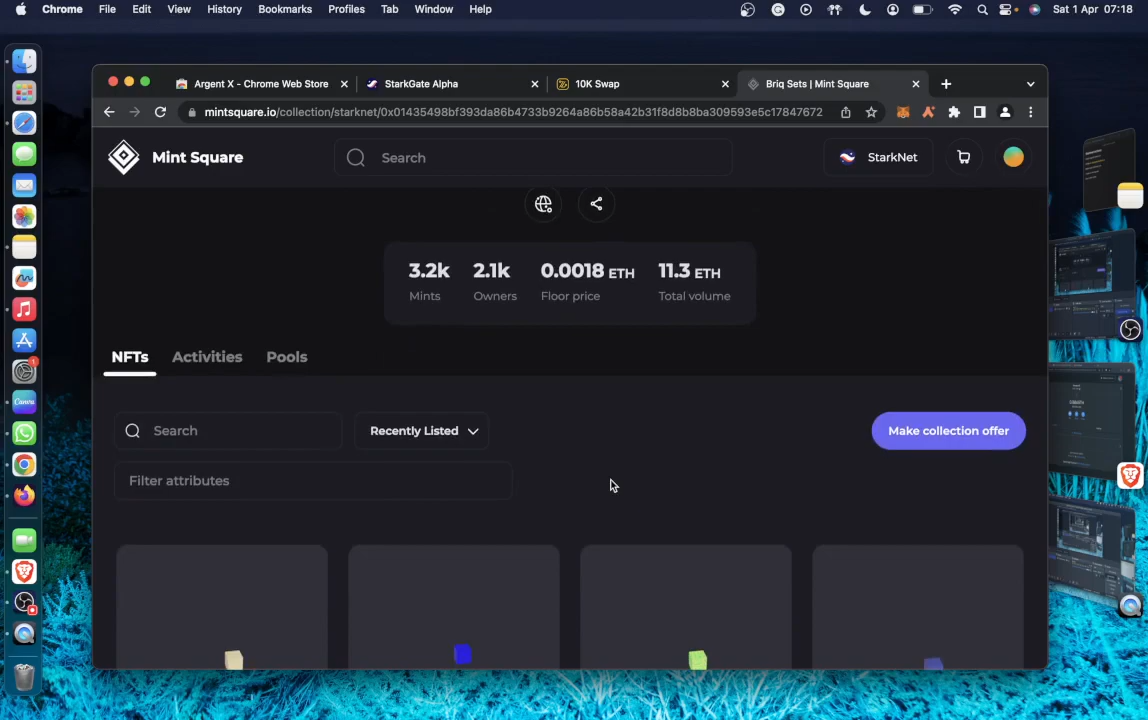 Chrome File Edit View History Bookmarks Profiles Tab Window Help Sat 1 Apr 07:18
Argent X - Chrome Web Store StarkGate Alpha 10K Swap Briq Sets | Mint Square
mintsquare.io/collection/starknet/0x01435498bf393da86b4733b9264a86b58a42b31f8d8b8ba309593e5c17847672
Mint Square Search StarkNet
3.2k 2.1k 0.0018 ETH 11.3 ETH
Mints Owners Floor price Total volume
NFTs Activities Pools
Search Recently Listed Make collection offer
Filter attributes
1
Canva